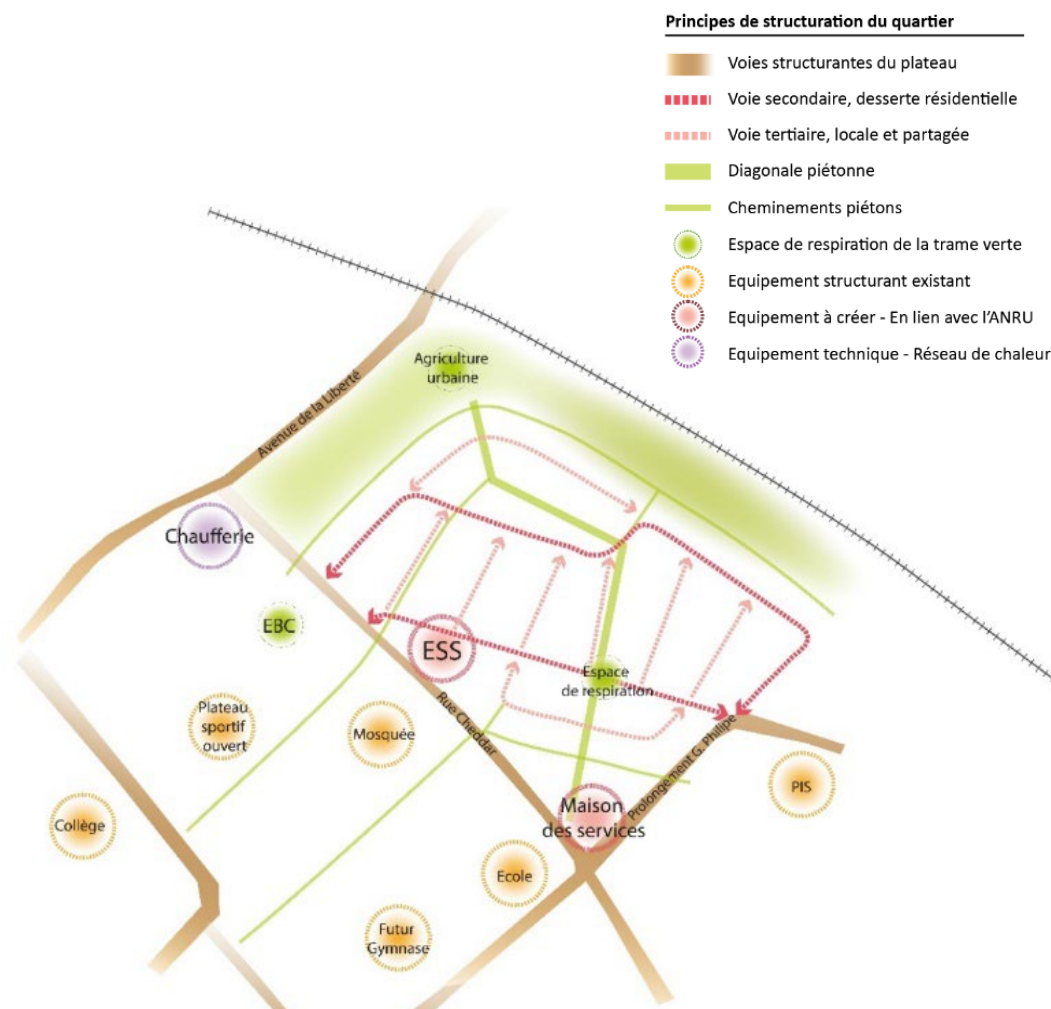 Principes de structuration du quartier
Voies structurantes du plateau
Voie secondaire, desserte résidentielle
Voie tertiaire, locale et partagée
Diagonale piétonne
Cheminements piétons
Espace de respiration de la trame verte
Equipement structurant existant
Equipement à créer - En lien avec l'ANRU
Equipement technique - Réseau de chaleur
Agriculture
urbaine
Avenue de la Liberté
Chaufferie
EBC
ESS
Espace
de respiration
Plateau
sportif
ouvert
Mosquée
Rue Cheddar
Prolongement G. Philipe
PIS
Collège
Maison
des services
Ecole
Futur
Gymnase